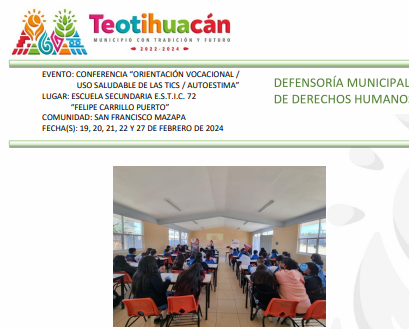 Teotihuacán
MUNICIPIO CON TRADICIÓN Y FUTURO
2022-2024
EVENTO: CONFERENCIA "ORIENTACIÓN VOCACIONAL /
USO SALUDABLE DE LAS TICS / AUTOESTIMA"
LUGAR: ESCUELA SECUNDARIA E.S.T.I.C. 72
"FELIPE CARRILLO PUERTO"
COMUNIDAD: SAN FRANCISCO MAZAPA
FECHA(S): 19, 20, 21, 22 Y 27 DE FEBRERO DE 2024
DEFENSORÍA MUNICIPAL
DE DERECHOS HUMANOS